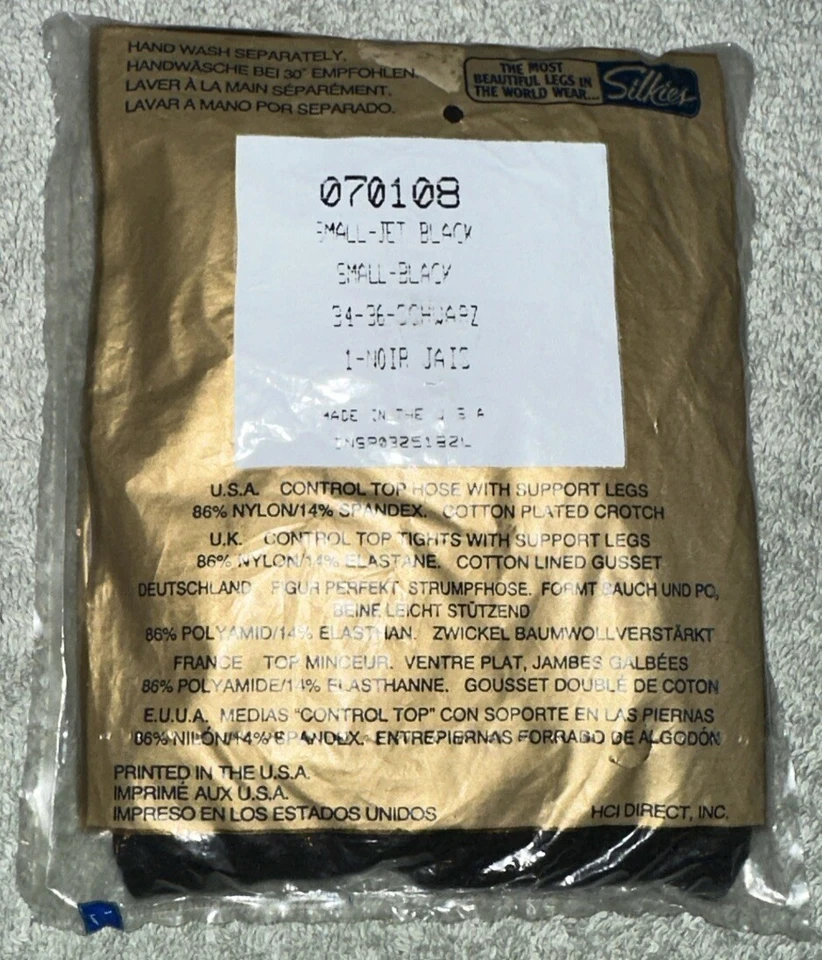 HAND WASH SEPARATELY.
HANDWÄSCHE BEI 30° EMPFOHLEN.
LAVER À LA MAIN SÉPARÉMENT.
LAVAR A MANO POR SEPARADO.
THE MOST
BEAUTIFUL LEGS IN
THE WORLD WEAR...
Silkies
070108
SMALL-JET BLACK
SMALL-BLACK
34-36-SCHWARZ
1-NOIR JAIS
MADE IN THE U S A
U.S.A. CONTROL TOP HOSE WITH SUPPORT LEGS
86% NYLON/14% SPANDEX. COTTON PLATED CROTCH
U.K. CONTROL TOP TIGHTS WITH SUPPORT LEGS
86% NYLON/14% ELASTANE. COTTON LINED GUSSET
DEUTSCHLAND FIGUR PERFEKT STRUMPFHOSE. FORMT BAUCH UND PO,
BEINE LEICHT STÜTZEND
86% POLYAMID/14% ELASTHAN. ZWICKEL BAUMWOLLVERSTÄRKT
FRANCE TOP MINCEUR. VENTRE PLAT, JAMBES GALBÉES
86% POLYAMIDE/14% ELASTHANNE. GOUSSET DOUBLÉ DE COTON
E.U.U.A. MEDIAS "CONTROL TOP" CON SOPORTE EN LAS PIERNAS
86% NILÓN/14% SPANDEX. ENTREPIERNAS FORRADO DE ALGODÓN
PRINTED IN THE U.S.A.
IMPRIMÉ AUX U.S.A.
IMPRESO EN LOS ESTADOS UNIDOS
HCI DIRECT, INC.